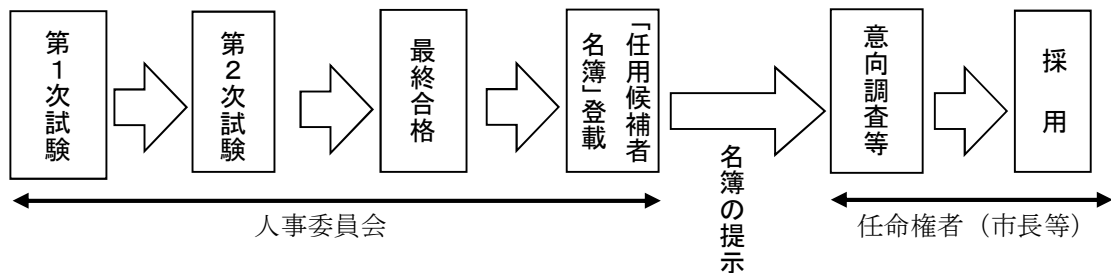 第１次試験
第２次試験
最終合格
「任用候補者
名簿」登載
名簿の提示
意向調査等
採用
人事委員会
任命権者（市長等）